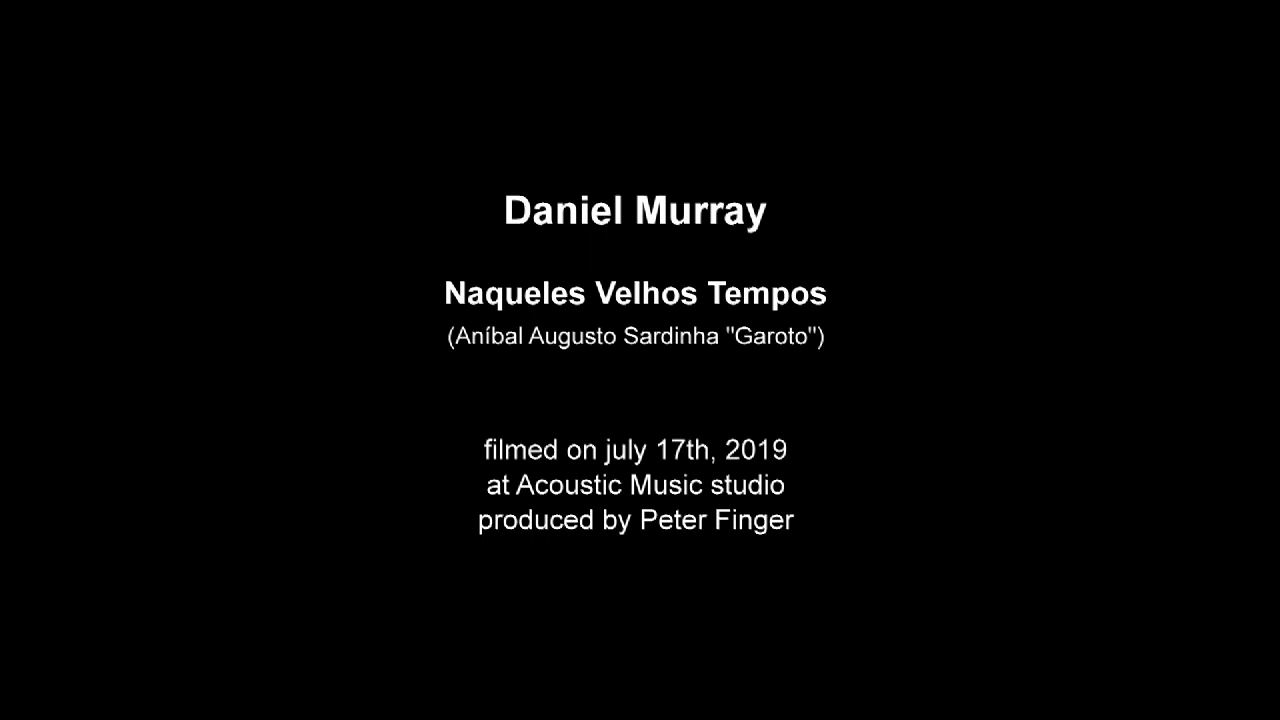 Daniel Murray
Naqueles Velhos Tempos
(Aníbal Augusto Sardinha "Garoto")
filmed on july 17th, 2019
at Acoustic Music studio
produced by Peter Finger